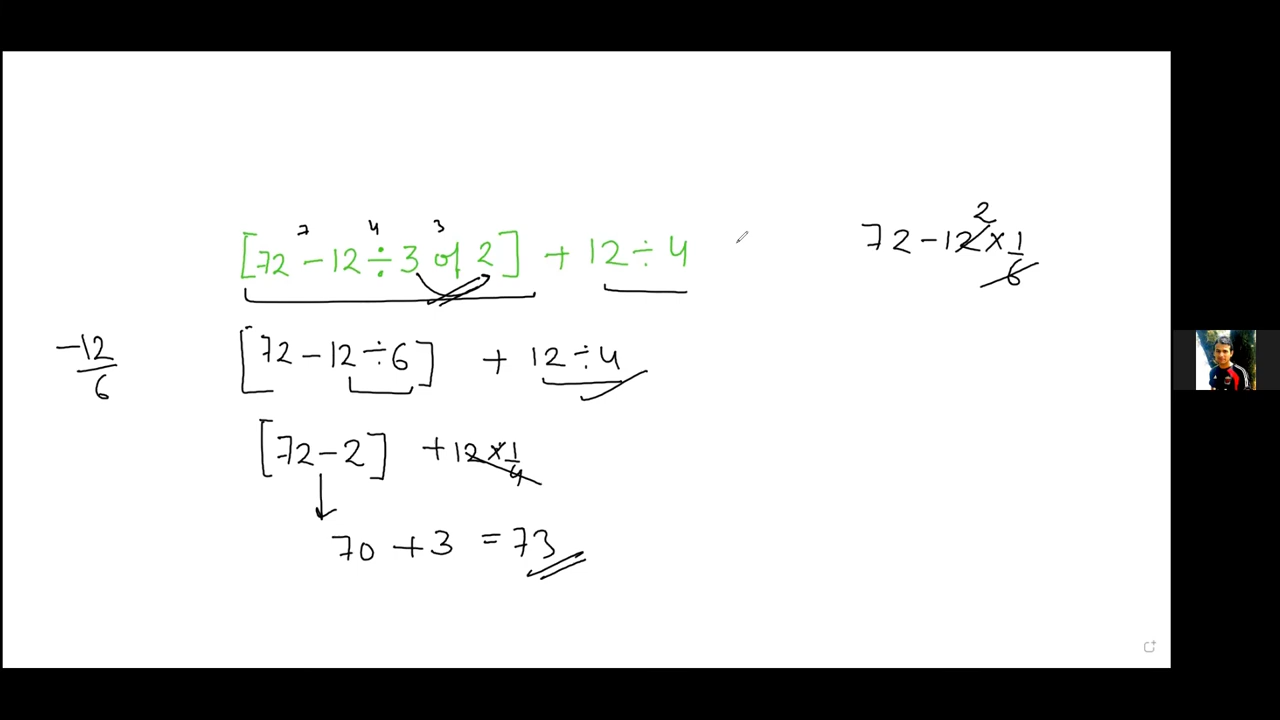 7 4 3
[72 - 12 ÷ 3 of 2] + 12 ÷ 4
2
72 - 12 × 1/6
-12/6
[72 - 12 ÷ 6] + 12 ÷ 4
[72 - 2] + 12 × 1/4
70 + 3 = 73